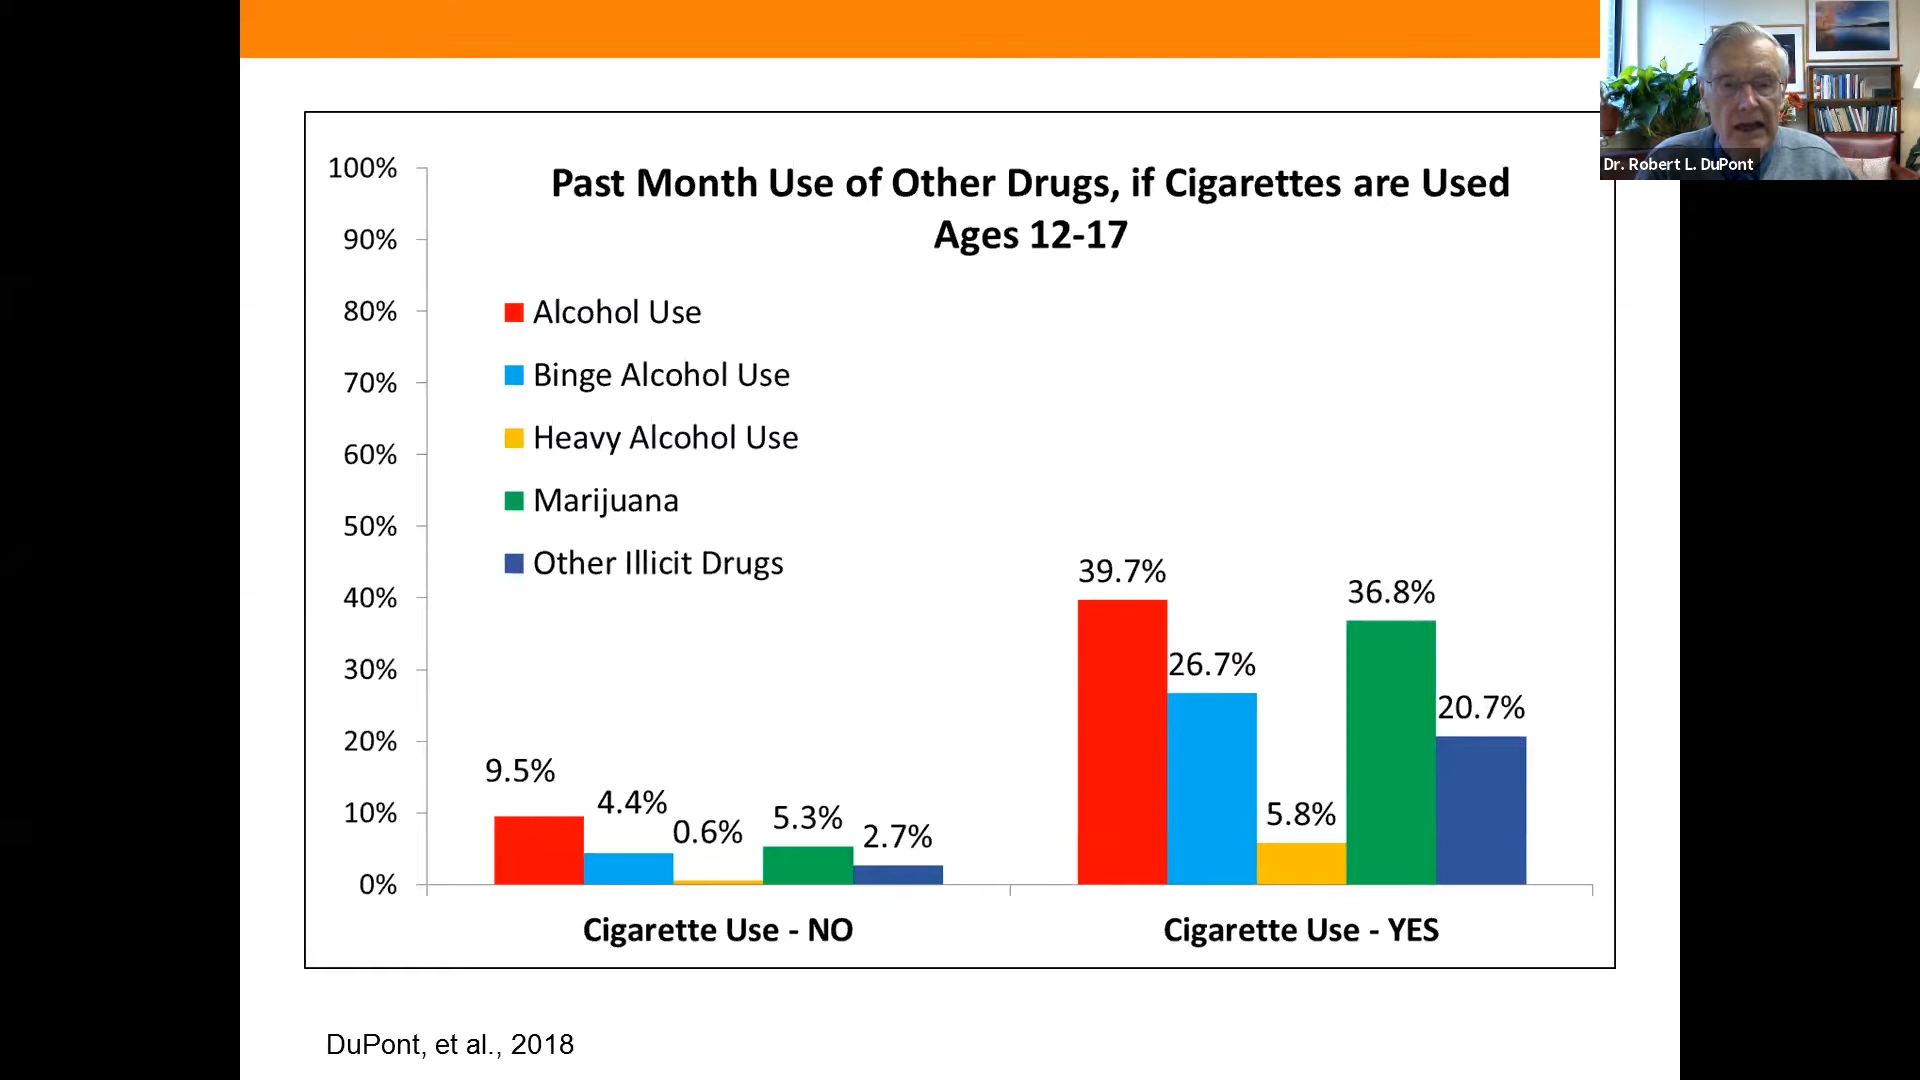 Dr. Robert L. DuPont
Past Month Use of Other Drugs, if Cigarettes are Used
Ages 12-17
100%
90%
80%
70%
60%
50%
40%
30%
20%
10%
0%
Alcohol Use
Binge Alcohol Use
Heavy Alcohol Use
Marijuana
Other Illicit Drugs
9.5%
4.4%
0.6%
5.3%
2.7%
39.7%
26.7%
5.8%
36.8%
20.7%
Cigarette Use - NO
Cigarette Use - YES
DuPont, et al., 2018